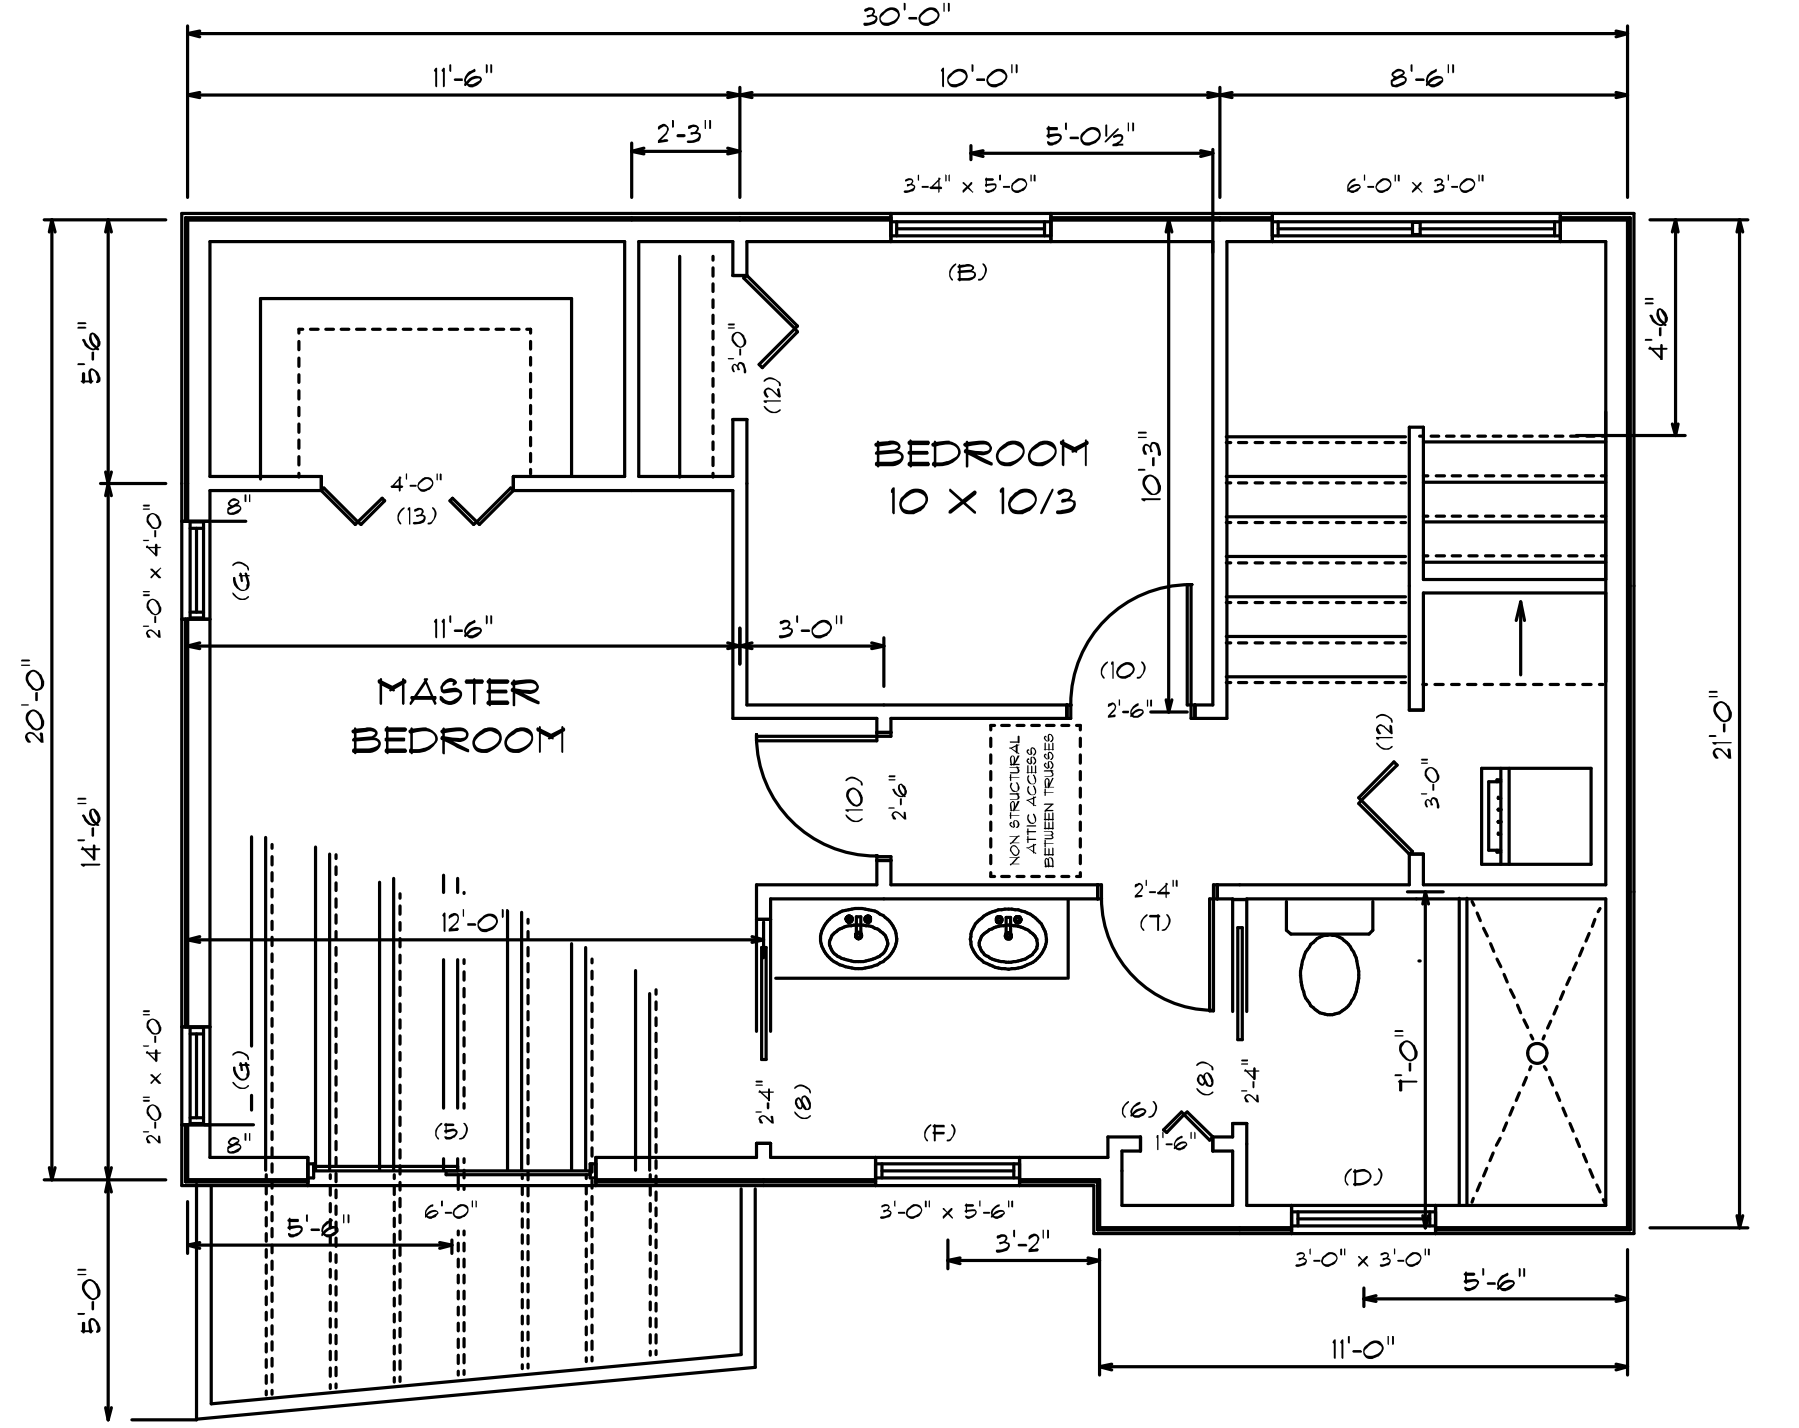 30'-0"
11'-6"
10'-0"
8'-6"
2'-3"
5'-0½"
3'-4" x 5'-0"
6'-0" x 3'-0"
(B)
5'-6"
3'-0"
(12)
4'-6"
BEDROOM
10 X 10/3
10'-3"
4'-0"
(13)
8"
2'-0" x 4'-0"
(G)
11'-6"
3'-0"
MASTER
BEDROOM
(10)
2'-6"
20'-0"
21'-0"
(12)
3'-0"
(10)
2'-6"
NON STRUCTURAL
ATTIC ACCESS
BETWEEN TRUSSES
14'-6"
2'-4"
(7)
12'-0"
2'-0" x 4'-0"
(G)
7'-0"
2'-4"
(8)
(8)
2'-4"
(6)
1'-6"
8"
(5)
(F)
(D)
6'-0"
5'-6"
3'-0" x 5'-6"
3'-2"
3'-0" x 3'-0"
5'-6"
5'-0"
11'-0"